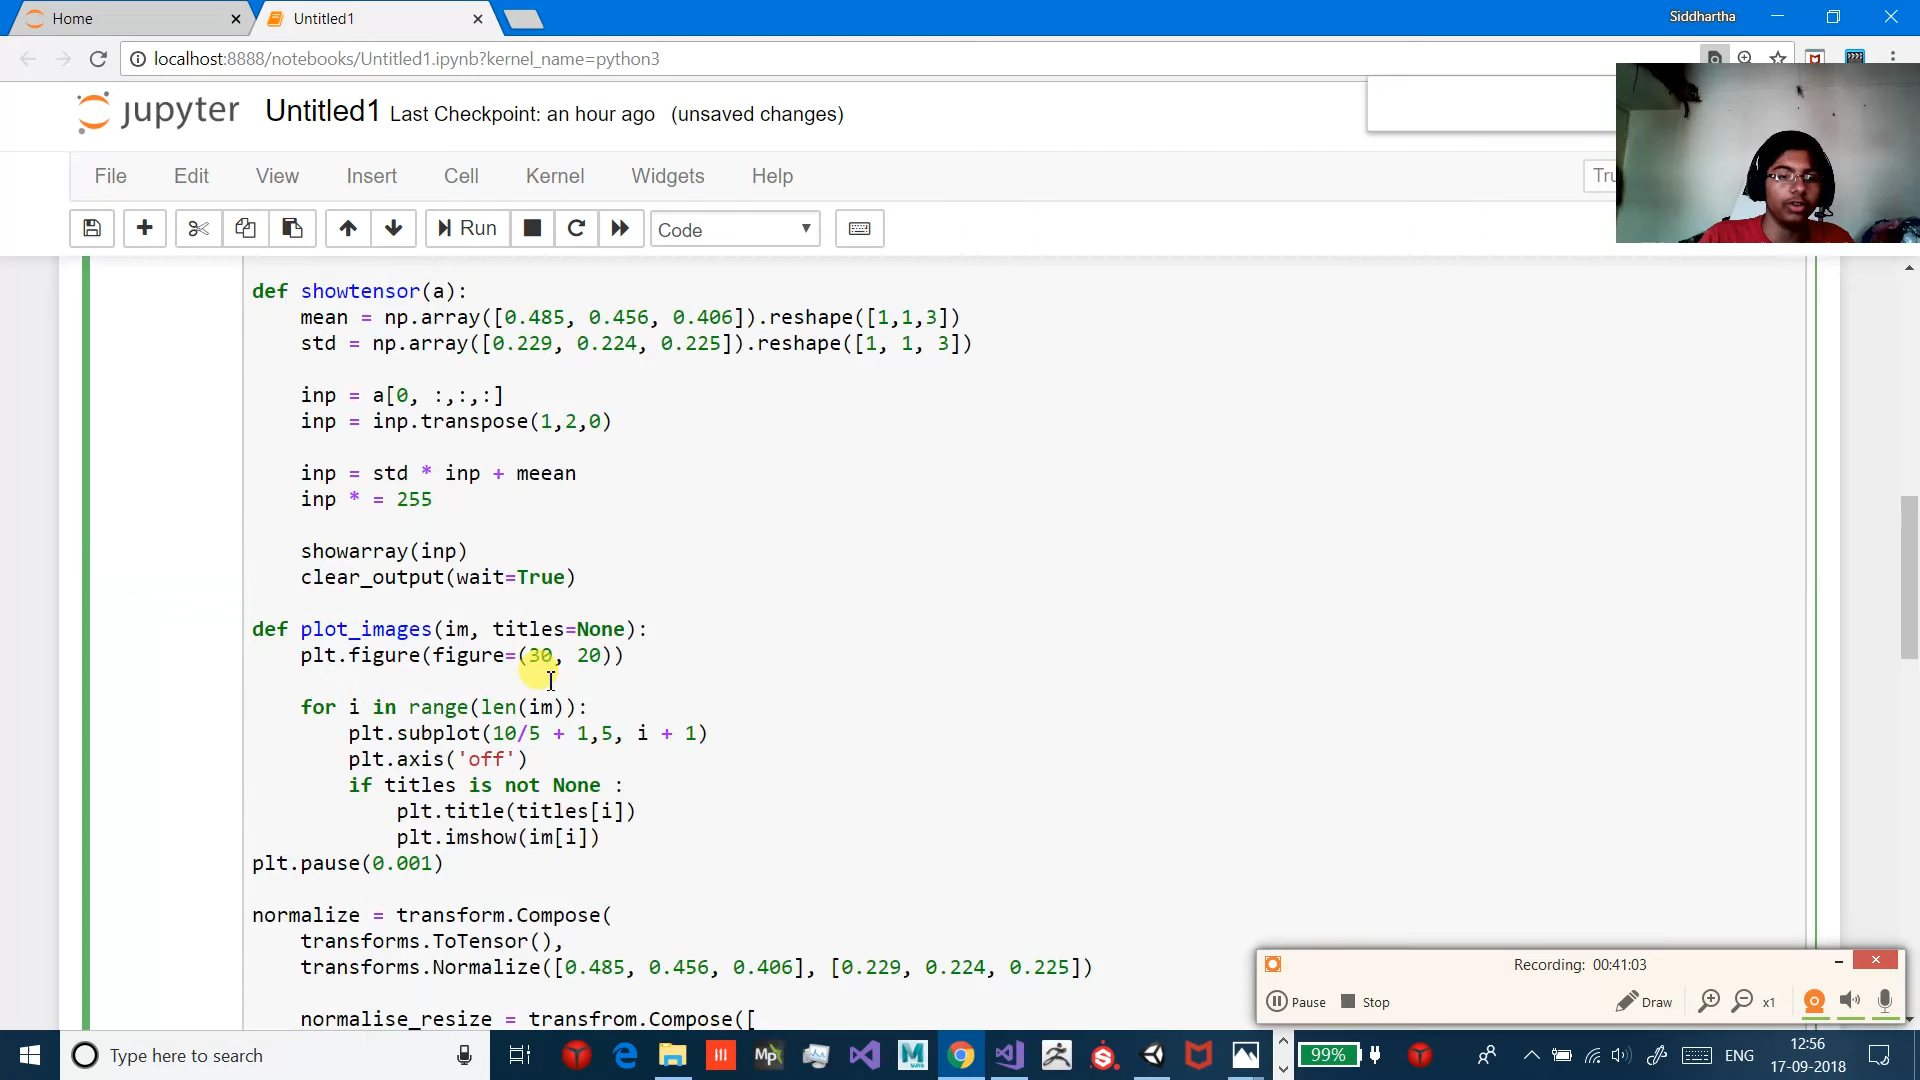 Home
Untitled1
Siddhartha
localhost:8888/notebooks/Untitled1.ipynb?kernel_name=python3
jupyter Untitled1 Last Checkpoint: an hour ago (unsaved changes)
File Edit View Insert Cell Kernel Widgets Help
Run Code
def showtensor(a):
mean = np.array([0.485, 0.456, 0.406]).reshape([1,1,3])
std = np.array([0.229, 0.224, 0.225]).reshape([1, 1, 3])
inp = a[0, :,:,:]
inp = inp.transpose(1,2,0)
inp = std * inp + meean
inp * = 255
showarray(inp)
clear_output(wait=True)
def plot_images(im, titles=None):
plt.figure(figure=(30, 20))
for i in range(len(im)):
plt.subplot(10/5 + 1,5, i + 1)
plt.axis('off')
if titles is not None :
plt.title(titles[i])
plt.imshow(im[i])
plt.pause(0.001)
normalize = transform.Compose(
transforms.ToTensor(),
transforms.Normalize([0.485, 0.456, 0.406], [0.229, 0.224, 0.225])
normalise_resize = transfrom.Compose([
Recording: 00:41:03
Pause Stop Draw x1
Type here to search
99%
ENG
12:56
17-09-2018